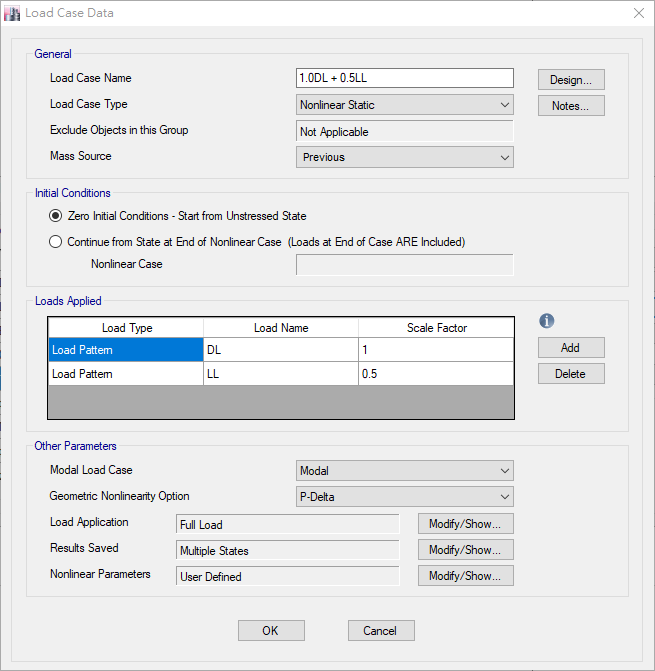 Load Case Data
General
Load Case Name
1.0DL + 0.5LL
Design...
Load Case Type
Nonlinear Static
Notes...
Exclude Objects in this Group
Not Applicable
Mass Source
Previous
Initial Conditions
Zero Initial Conditions - Start from Unstressed State
Continue from State at End of Nonlinear Case (Loads at End of Case ARE Included)
Nonlinear Case
Loads Applied
Load Type Load Name Scale Factor
Load Pattern DL 1
Load Pattern LL 0.5
Add
Delete
Other Parameters
Modal Load Case
Modal
Geometric Nonlinearity Option
P-Delta
Load Application
Full Load
Modify/Show...
Results Saved
Multiple States
Modify/Show...
Nonlinear Parameters
User Defined
Modify/Show...
OK
Cancel